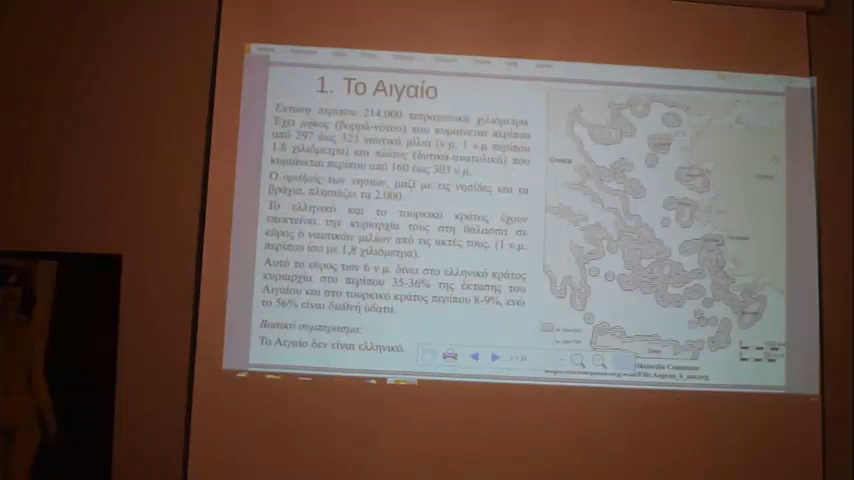 1. Το Αιγαίο
Έκταση περίπου 214.000 τετραγωνικά χιλιόμετρα.
Έχει μήκος (βορρά-νότου) που κυμαίνεται περίπου
από 297 έως 323 ναυτικά μίλια (ν.μ. 1 ν.μ περίπου
1,8 χιλιόμετρα) και πλάτος (δυτικά-ανατολικά) που
κυμαίνεται περίπου από 160 έως 303 ν.μ.
Ο αριθμός των νησιών, μαζί με τις νησίδες και τα
βράχια, πλησιάζει τα 2.000.
Το ελληνικό και το τουρκικό κράτος έχουν
επεκτείνει την κυριαρχία τους στη θάλασσα σε
εύρος 6 ναυτικών μιλίων από τις ακτές τους. (1 ν.μ.
περίπου ίσο με 1,8 χιλιόμετρα).
Αυτό το εύρος των 6 ν.μ. δίνει στο ελληνικό κράτος
κυριαρχία στο περίπου 35-36% της έκτασης του
Αιγαίου και στο τουρκικό κράτος περίπου 8-9%, ενώ
το 56% είναι διεθνή ύδατα.
Βασικό συμπέρασμα:
Το Αιγαίο δεν είναι ελληνικό.
Greece
Crete
Wikimedia Commons